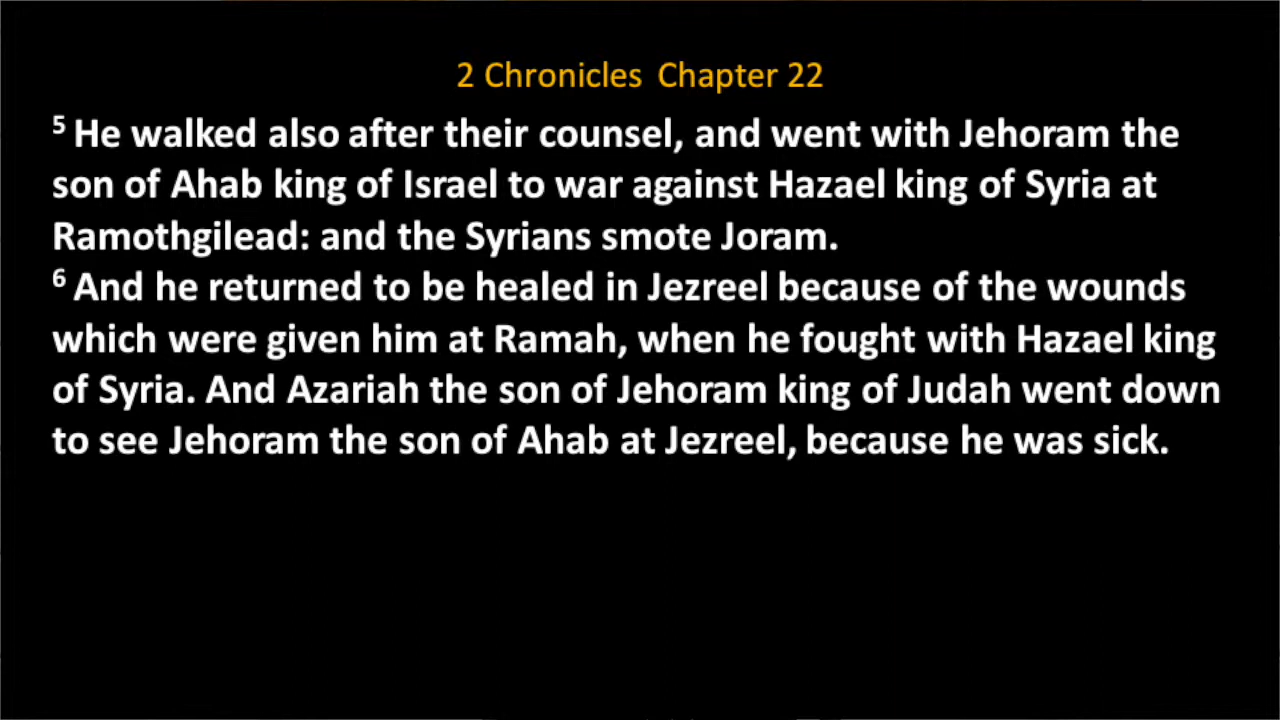 2 Chronicles  Chapter 22
5 He walked also after their counsel, and went with Jehoram the
son of Ahab king of Israel to war against Hazael king of Syria at
Ramothgilead: and the Syrians smote Joram.
6 And he returned to be healed in Jezreel because of the wounds
which were given him at Ramah, when he fought with Hazael king
of Syria. And Azariah the son of Jehoram king of Judah went down
to see Jehoram the son of Ahab at Jezreel, because he was sick.